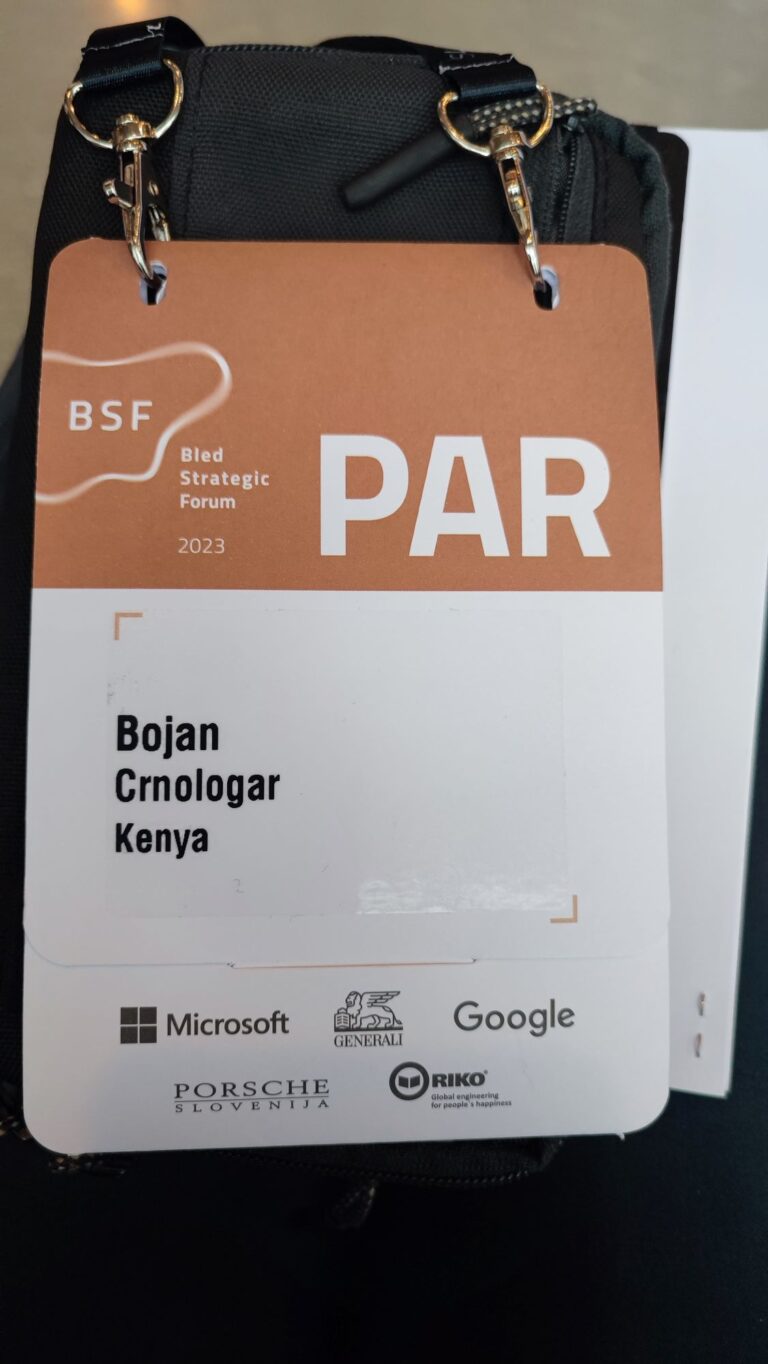 BSF
Bled
Strategic
Forum
2023
PAR
Bojan
Crnologar
Kenya
Microsoft
GENERALI
Google
PORSCHE
SLOVENIJA
RIKO®
Global engineering
for people's happiness